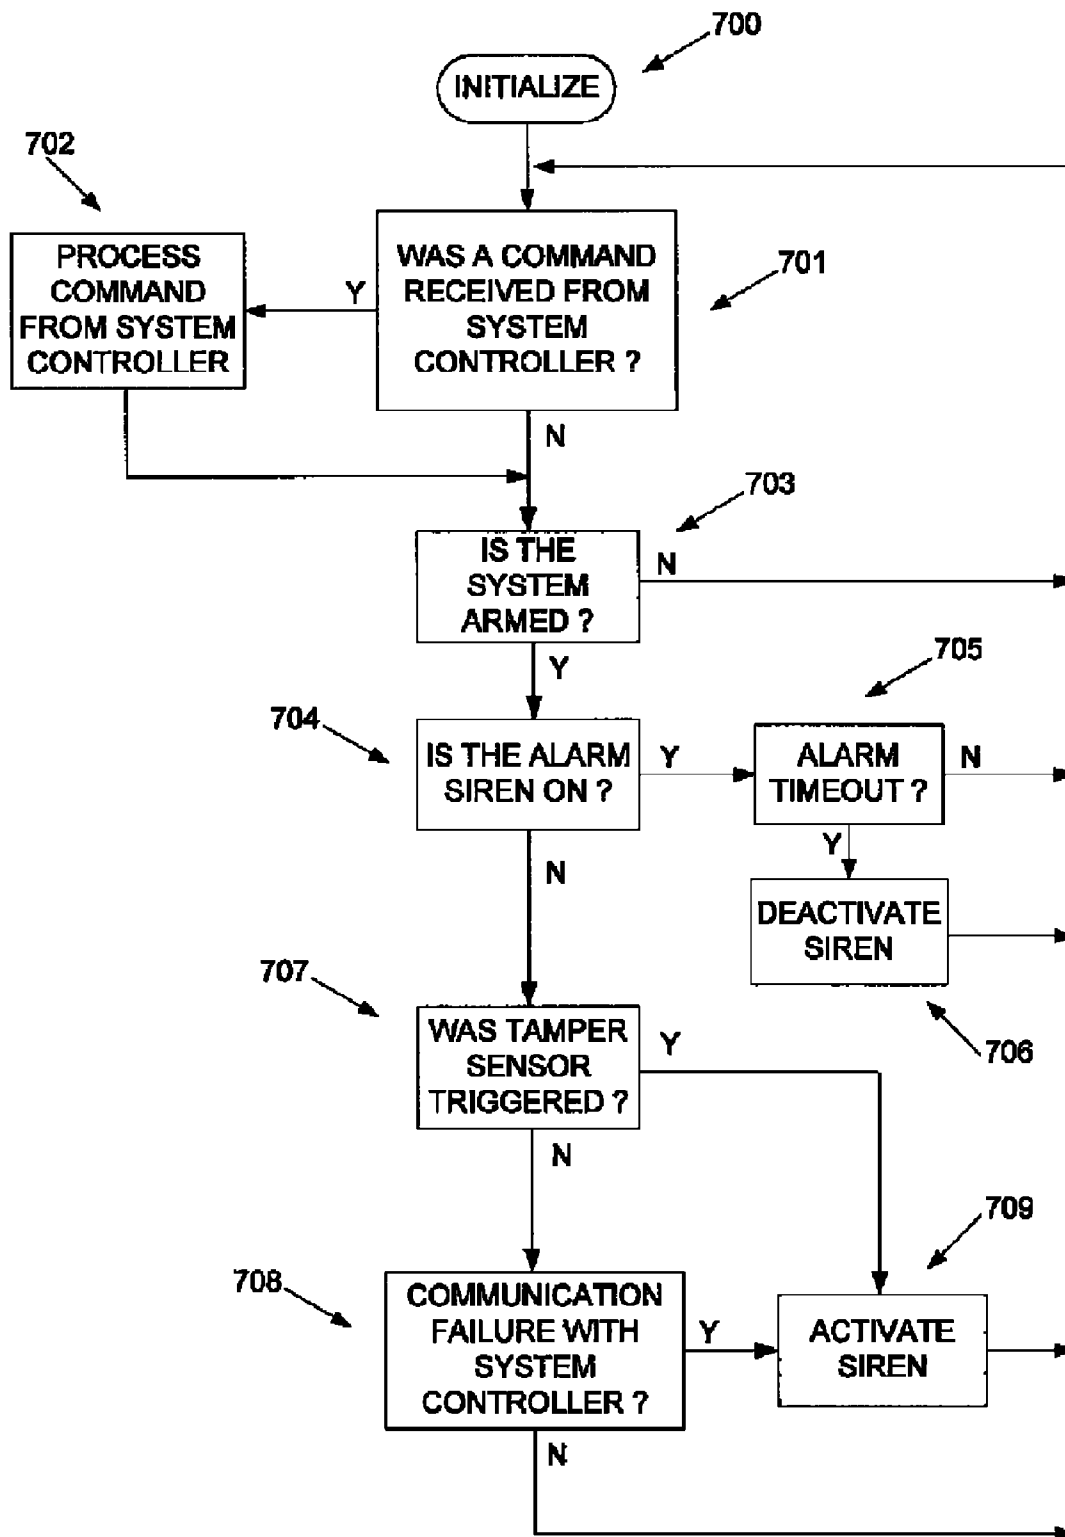 700
INITIALIZE
702
PROCESS
COMMAND
FROM SYSTEM
CONTROLLER
Y
WAS A COMMAND
RECEIVED FROM
SYSTEM
CONTROLLER ?
701
N
703
IS THE
SYSTEM
ARMED ?
N
Y
705
704
IS THE ALARM
SIREN ON ?
Y
ALARM
TIMEOUT ?
N
Y
N
DEACTIVATE
SIREN
706
707
WAS TAMPER
SENSOR
TRIGGERED ?
Y
N
709
708
COMMUNICATION
FAILURE WITH
SYSTEM
CONTROLLER ?
Y
ACTIVATE
SIREN
N